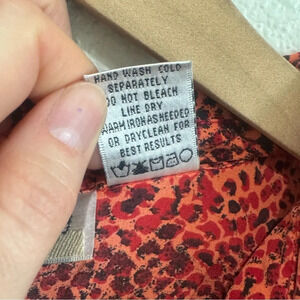 HAND WASH COLD
SEPARATELY
DO NOT BLEACH
LINE DRY
WARM IRON AS NEEDED
OR DRYCLEAN FOR
BEST RESULTS